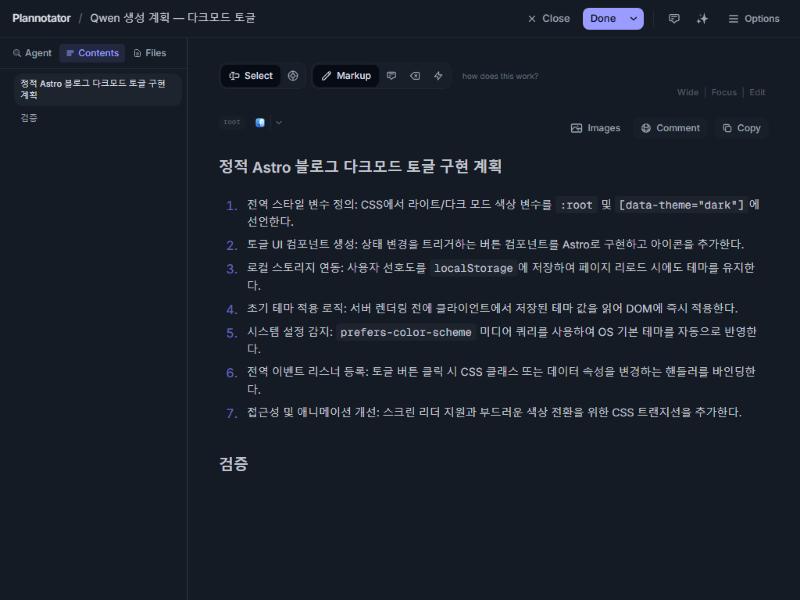 Plannotator / Qwen 생성 계획 — 다크모드 토글
Close
Done
Options
Agent
Contents
Files
정적 Astro 블로그 다크모드 토글 구현
계획
검증
Select
Markup
how does this work?
Wide | Focus | Edit
root
Images
Comment
Copy
정적 Astro 블로그 다크모드 토글 구현 계획
1. 전역 스타일 변수 정의: CSS에서 라이트/다크 모드 색상 변수를 :root 및 [data-theme="dark"] 에
선언한다.
2. 토글 UI 컴포넌트 생성: 상태 변경을 트리거하는 버튼 컴포넌트를 Astro로 구현하고 아이콘을 추가한다.
3. 로컬 스토리지 연동: 사용자 선호도를 localStorage 에 저장하여 페이지 리로드 시에도 테마를 유지한
다.
4. 초기 테마 적용 로직: 서버 렌더링 전에 클라이언트에서 저장된 테마 값을 읽어 DOM에 즉시 적용한다.
5. 시스템 설정 감지: prefers-color-scheme 미디어 쿼리를 사용하여 OS 기본 테마를 자동으로 반영한
다.
6. 전역 이벤트 리스너 등록: 토글 버튼 클릭 시 CSS 클래스 또는 데이터 속성을 변경하는 핸들러를 바인딩한
다.
7. 접근성 및 애니메이션 개선: 스크린 리더 지원과 부드러운 색상 전환을 위한 CSS 트랜지션을 추가한다.
검증